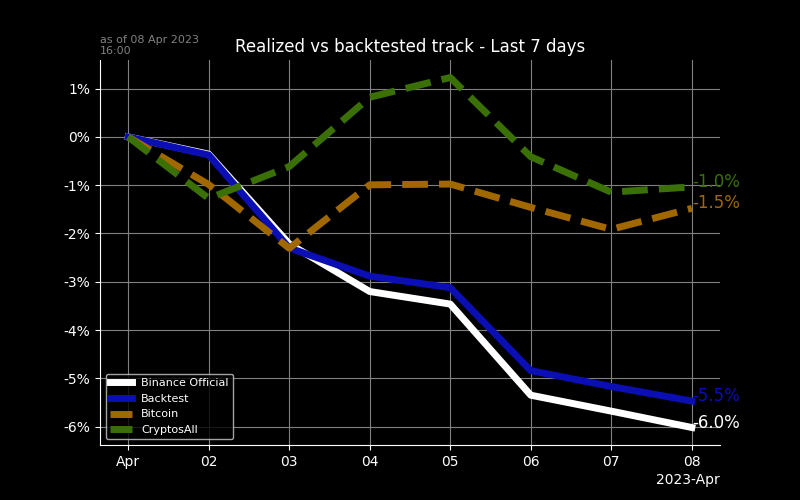 as of 08 Apr 2023
16:00
Realized vs backtested track - Last 7 days
1%
0%
-1%
-2%
-3%
-4%
-5%
-6%
-1.0%
-1.5%
-5.5%
-6.0%
Binance Official
Backtest
Bitcoin
CryptosAll
Apr 02 03 04 05 06 07 08
2023-Apr